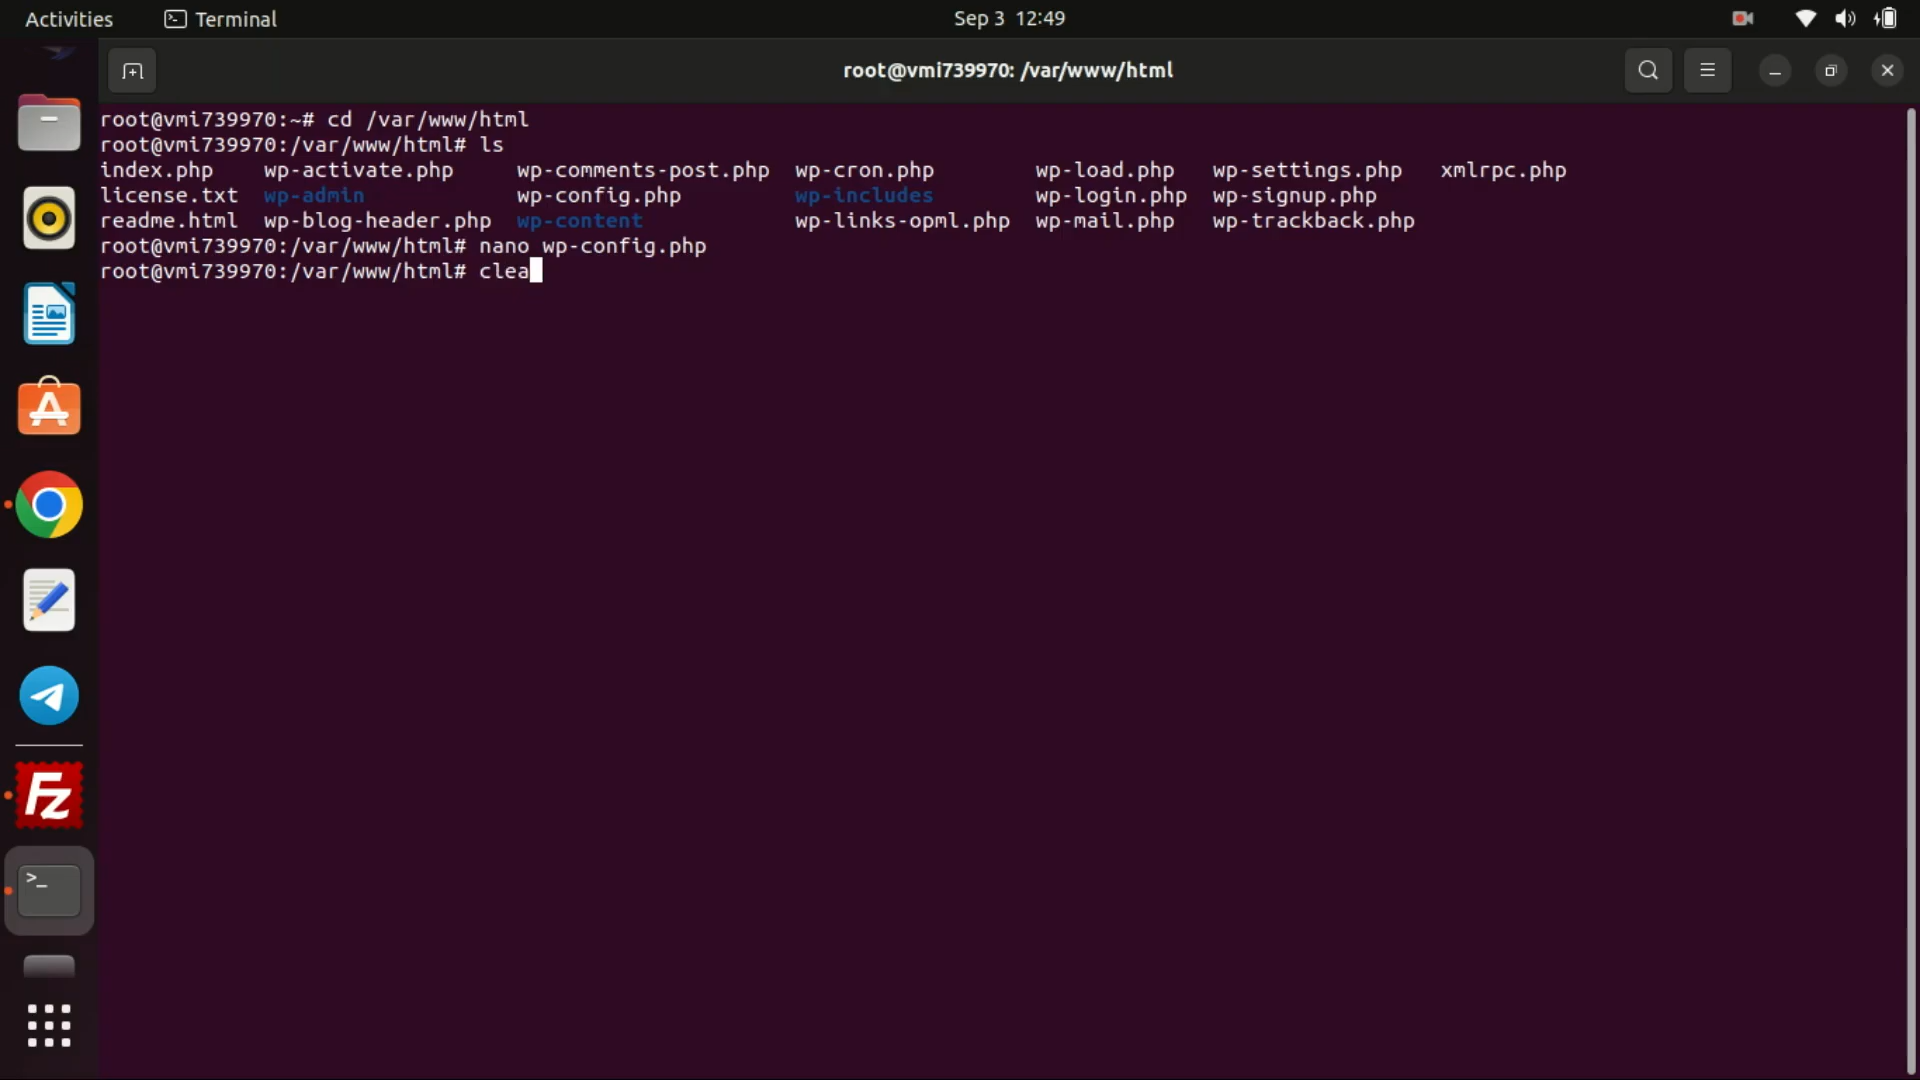 Activities Terminal Sep 3 12:49
root@vmi739970: /var/www/html
root@vmi739970:~# cd /var/www/html
root@vmi739970:/var/www/html# ls
index.php wp-activate.php wp-comments-post.php wp-cron.php wp-load.php wp-settings.php xmlrpc.php
license.txt wp-admin wp-config.php wp-includes wp-login.php wp-signup.php
readme.html wp-blog-header.php wp-content wp-links-opml.php wp-mail.php wp-trackback.php
root@vmi739970:/var/www/html# nano wp-config.php
root@vmi739970:/var/www/html# clea